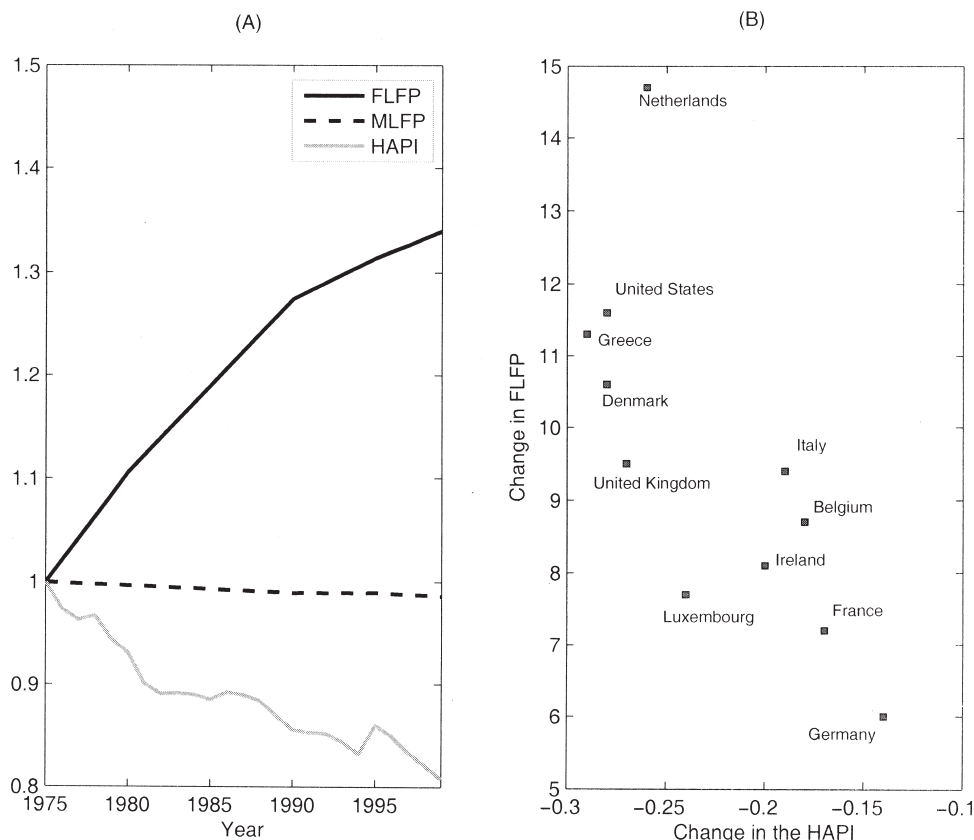 (A)
1.5
1.4
1.3
1.2
1.1
1
0.9
0.8
FLFP
MLFP
HAPI
1975 1980 1985 1990 1995
Year
(B)
Change in FLFP
15
14
13
12
11
10
9
8
7
6
5
Netherlands
United States
Greece
Denmark
Italy
United Kingdom
Belgium
Ireland
Luxembourg
France
Germany
−0.3 −0.25 −0.2 −0.15 −0.1
Change in the HAPI